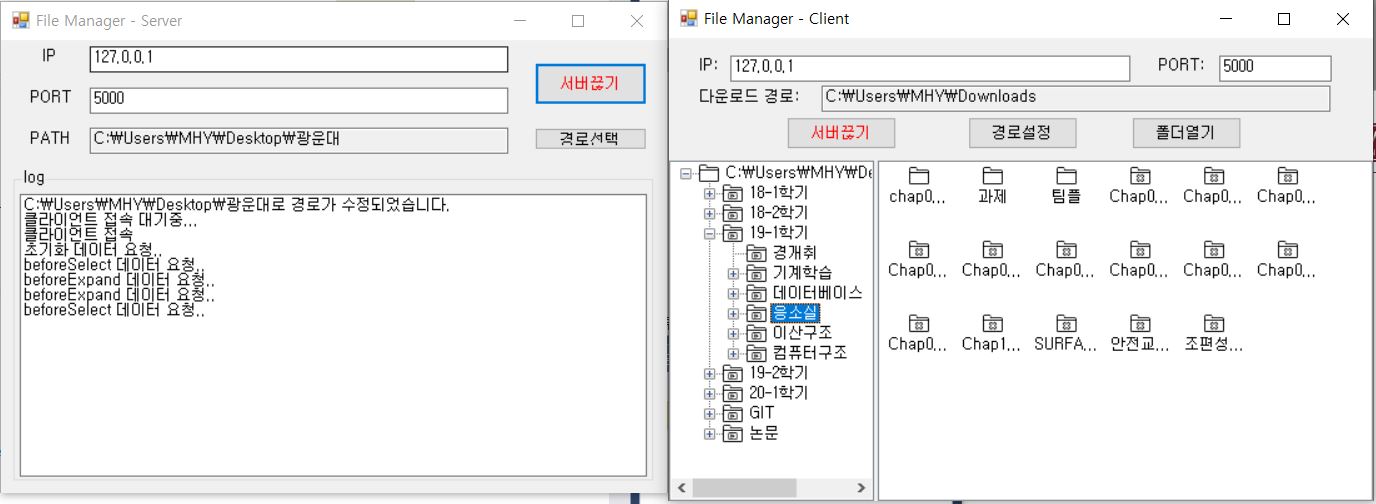 File Manager - Server
IP
127.0.0.1
서버끊기
PORT
5000
PATH
C:₩Users₩MHY₩Desktop₩광운대
경로선택
log
C:₩Users₩MHY₩Desktop₩광운대로 경로가 수정되었습니다.
클라이언트 접속 대기중...
클라이언트 접속
초기화 데이터 요청..
beforeSelect 데이터 요청..
beforeExpand 데이터 요청..
beforeExpand 데이터 요청..
beforeSelect 데이터 요청..
File Manager - Client
IP:
127.0.0.1
PORT:
5000
다운로드 경로:
C:₩Users₩MHY₩Downloads
서버끊기
경로설정
폴더열기
C:₩Users₩MHY₩De
18-1학기
18-2학기
19-1학기
경개취
기계학습
데이터베이스
응소실
이산구조
컴퓨터구조
19-2학기
20-1학기
GIT
논문
chap0... 과제 팀플 Chap0... Chap0... Chap0...
Chap0... Chap0... Chap0... Chap0... Chap0... Chap0...
Chap0... Chap1... SURFA... 안전교... 조편성...